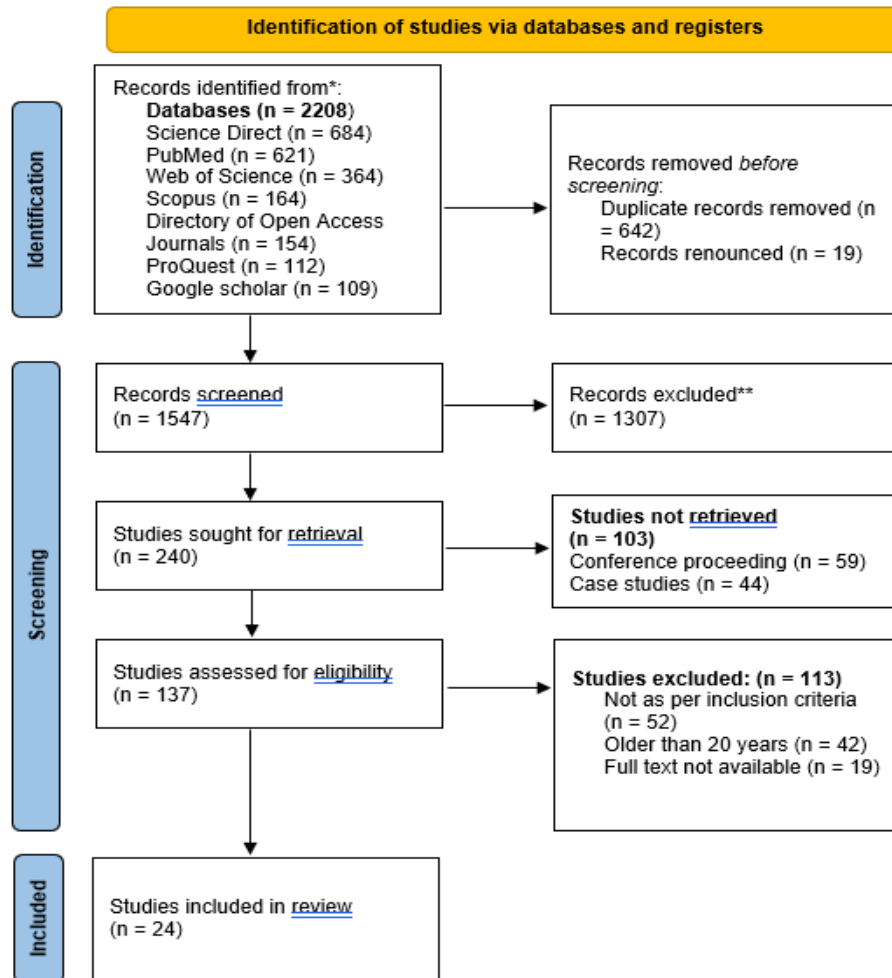 Identification of studies via databases and registers
Identification
Records identified from*:
Databases (n = 2208)
Science Direct (n = 684)
PubMed (n = 621)
Web of Science (n = 364)
Scopus (n = 164)
Directory of Open Access
Journals (n = 154)
ProQuest (n = 112)
Google scholar (n = 109)
Records removed before
screening:
Duplicate records removed (n
= 642)
Records renounced (n = 19)
Screening
Records screened
(n = 1547)
Records excluded**
(n = 1307)
Studies sought for retrieval
(n = 240)
Studies not retrieved
(n = 103)
Conference proceeding (n = 59)
Case studies (n = 44)
Studies assessed for eligibility
(n = 137)
Studies excluded: (n = 113)
Not as per inclusion criteria
(n = 52)
Older than 20 years (n = 42)
Full text not available (n = 19)
Included
Studies included in review
(n = 24)